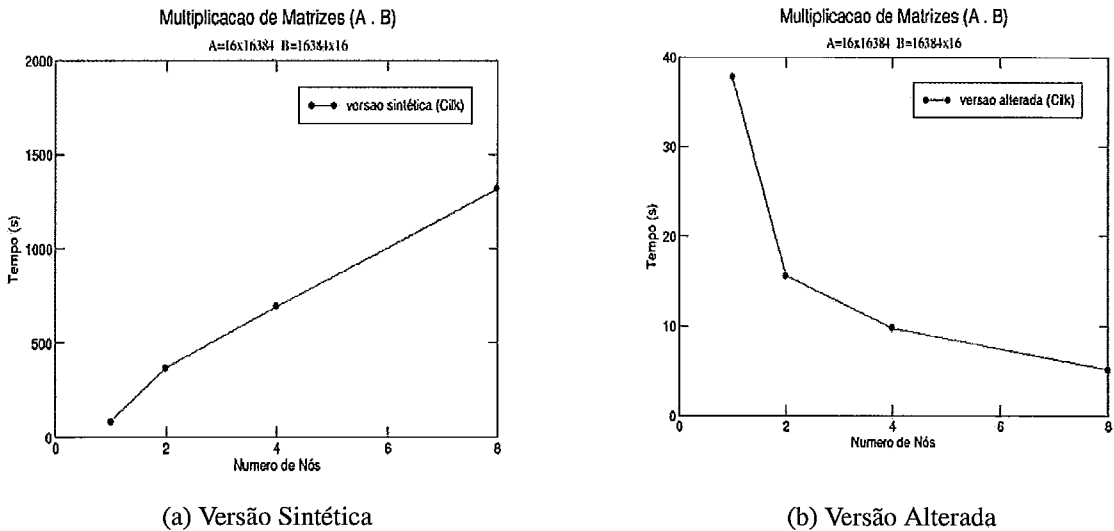 Multiplicacao de Matrizes (A . B)
A=16x16384 B=16384x16
2000
1500
1000
500
0
Tempo (s)
versao sintética (Cilk)
0 2 4 6 8
Numero de Nós
(a) Versão Sintética
Multiplicacao de Matrizes (A . B)
A=16x16384 B=16384x16
40
30
20
10
0
Tempo (s)
versao alterada (Cilk)
0 2 4 6 8
Numero de Nós
(b) Versão Alterada